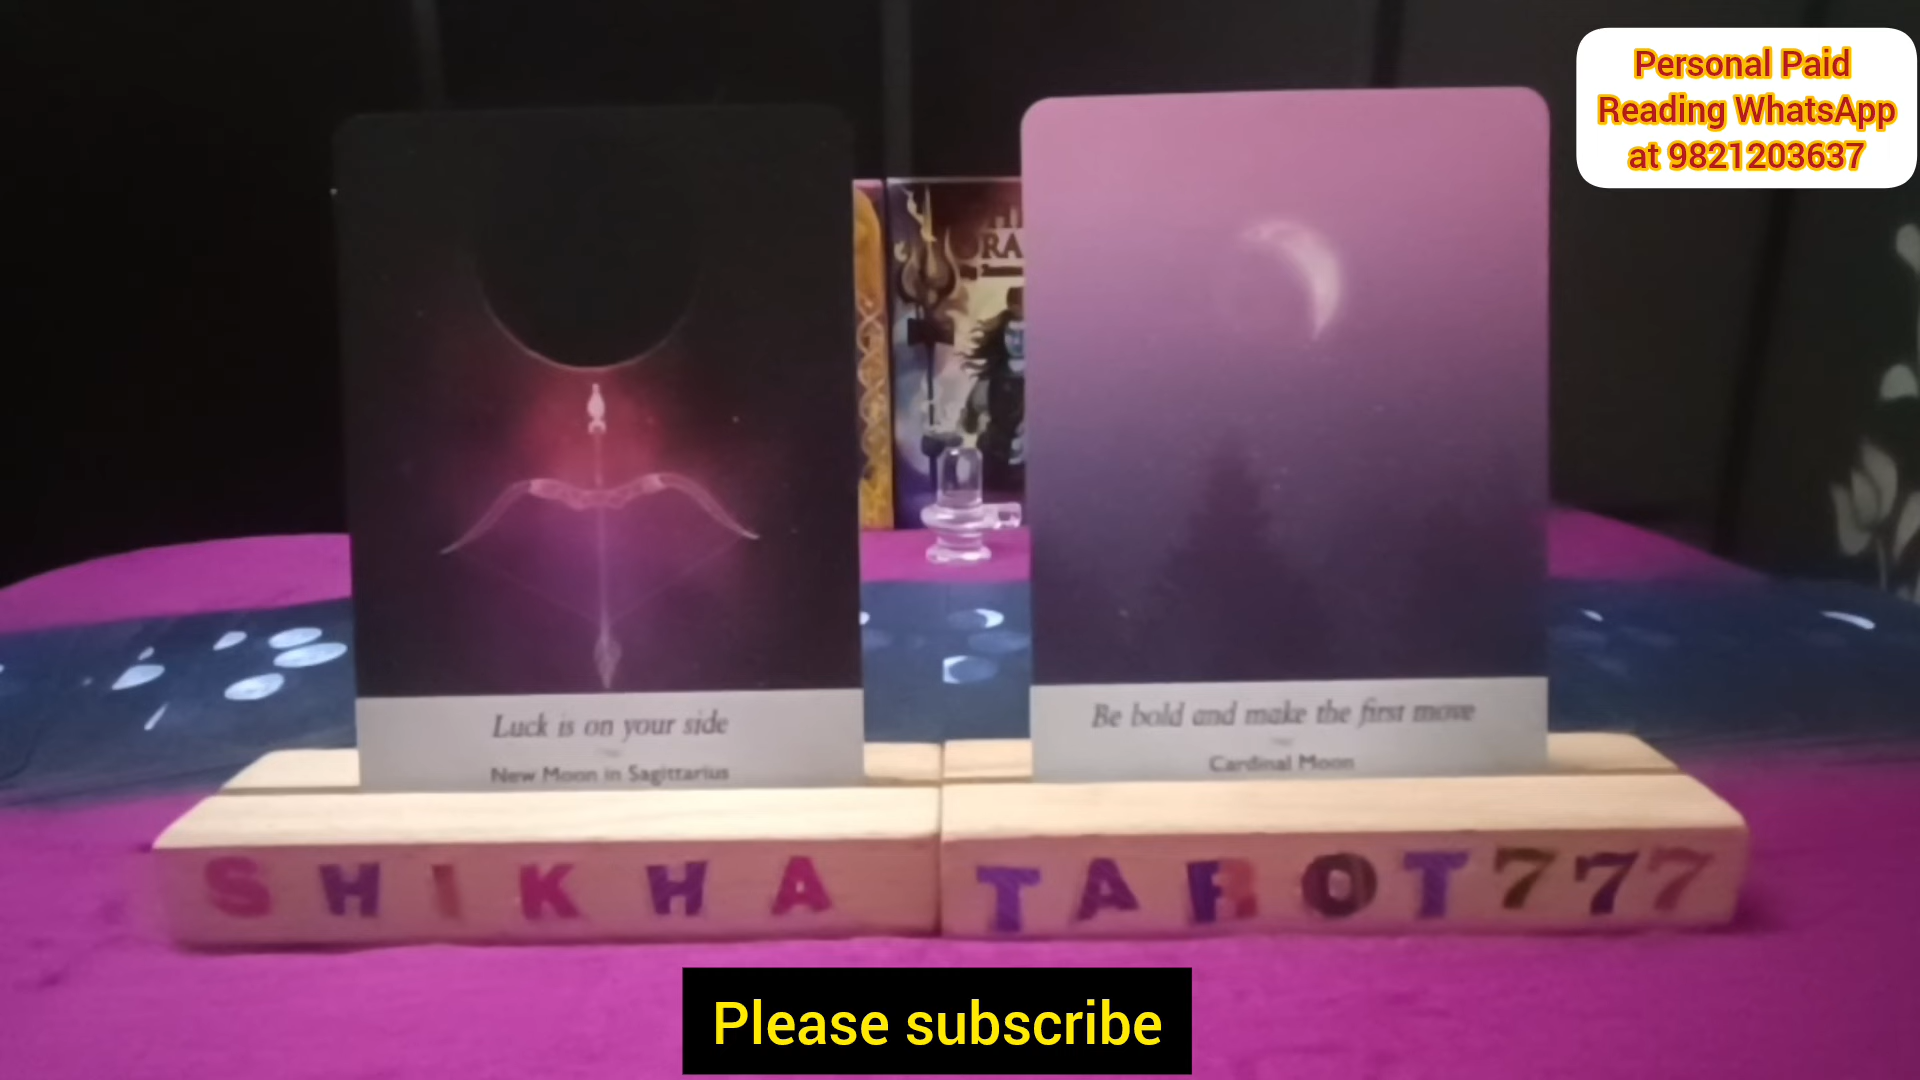 Personal Paid
Reading WhatsApp
at 9821203637
Luck is on your side
New Moon in Sagittarius
Be bold and make the first move
Cardinal Moon
SHIKHA TAROT777
Please subscribe